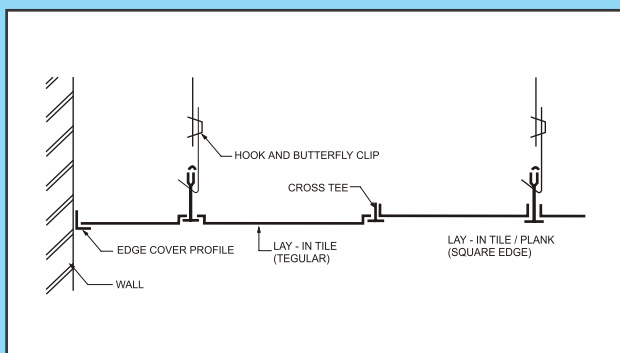 HOOK AND BUTTERFLY CLIP
CROSS TEE
EDGE COVER PROFILE
LAY - IN TILE
(TEGULAR)
LAY - IN TILE / PLANK
(SQUARE EDGE)
WALL